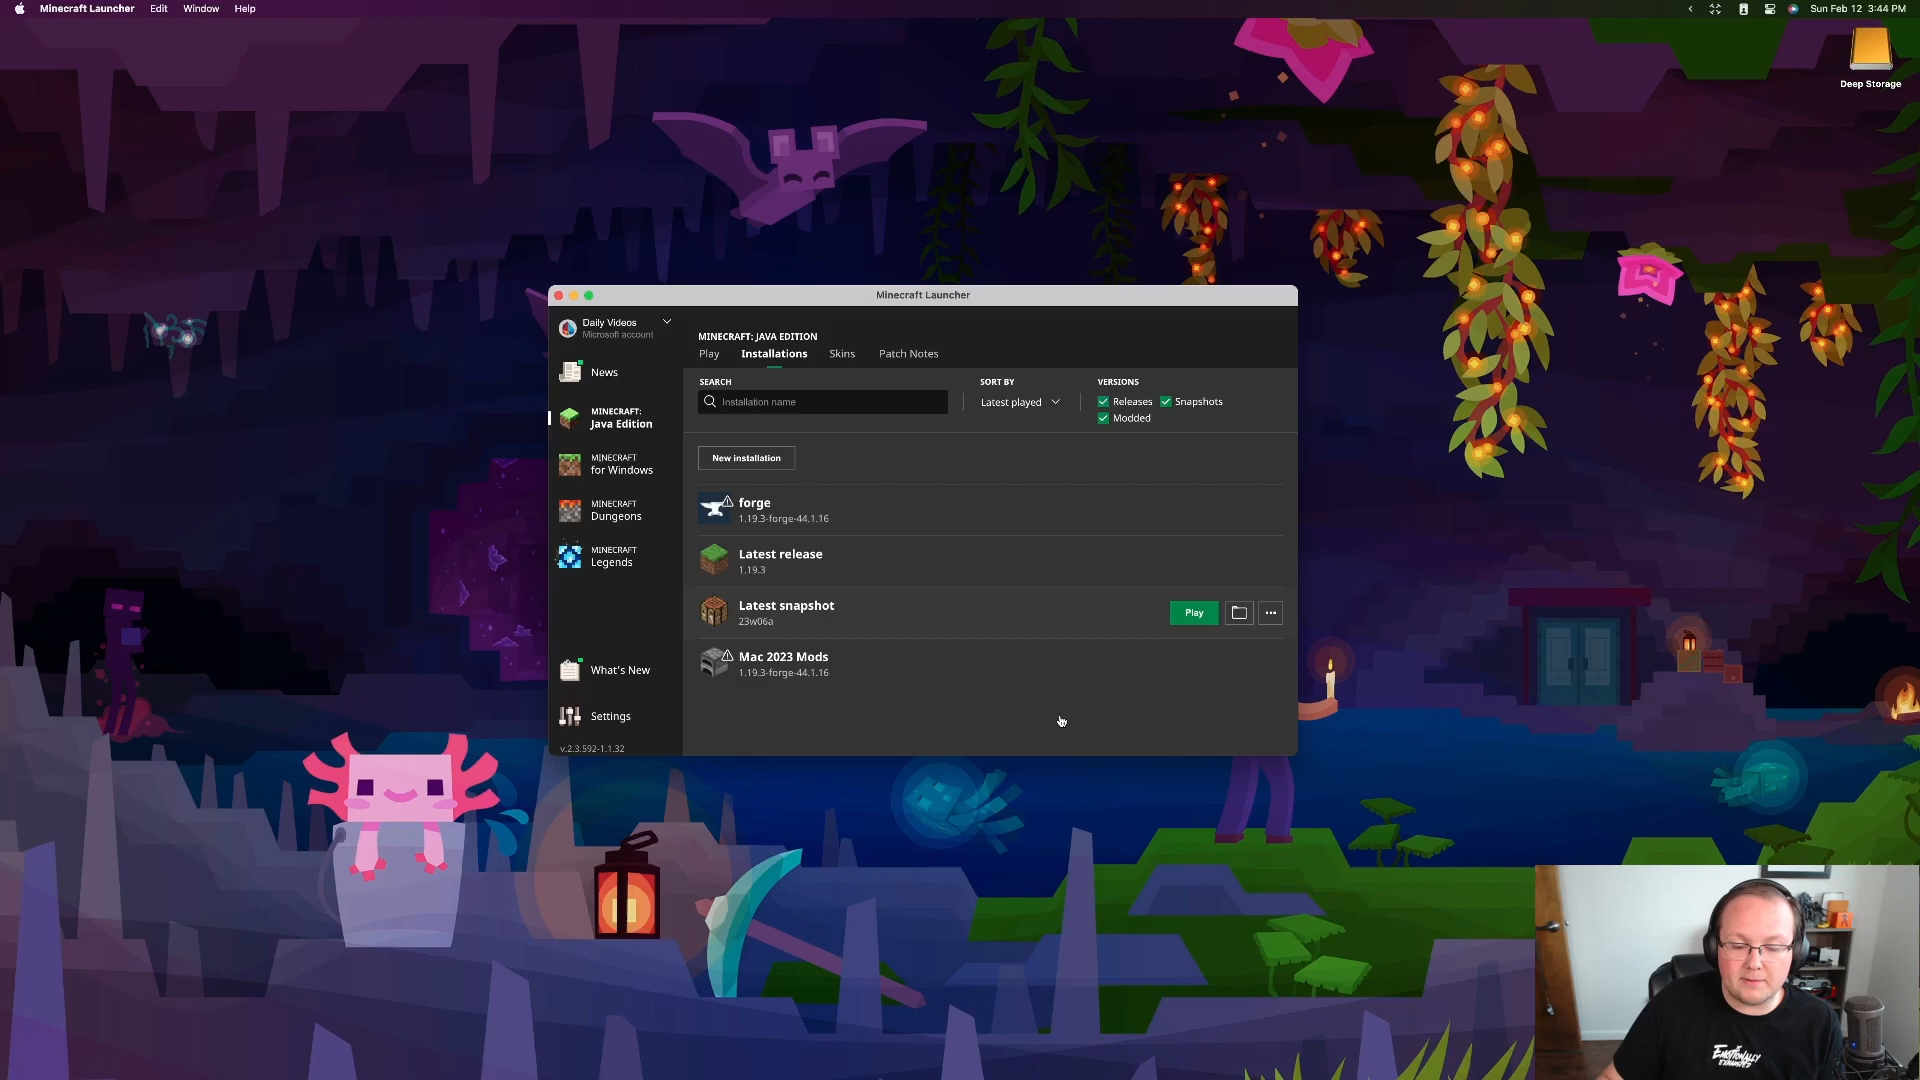 Minecraft Launcher Edit Window Help
Sun Feb 12 3:44 PM
Deep Storage
Minecraft Launcher
Daily Videos
Microsoft account
News
MINECRAFT:
Java Edition
MINECRAFT
for Windows
MINECRAFT
Dungeons
MINECRAFT
Legends
What's New
Settings
v.2.3.592-1.1.32
MINECRAFT: JAVA EDITION
Play Installations Skins Patch Notes
SEARCH
Installation name
SORT BY
Latest played
VERSIONS
Releases Snapshots
Modded
New installation
forge
1.19.3-forge-44.1.16
Latest release
1.19.3
Latest snapshot
23w06a
Play
Mac 2023 Mods
1.19.3-forge-44.1.16
EMOTIONALLY
EXHAUSTED